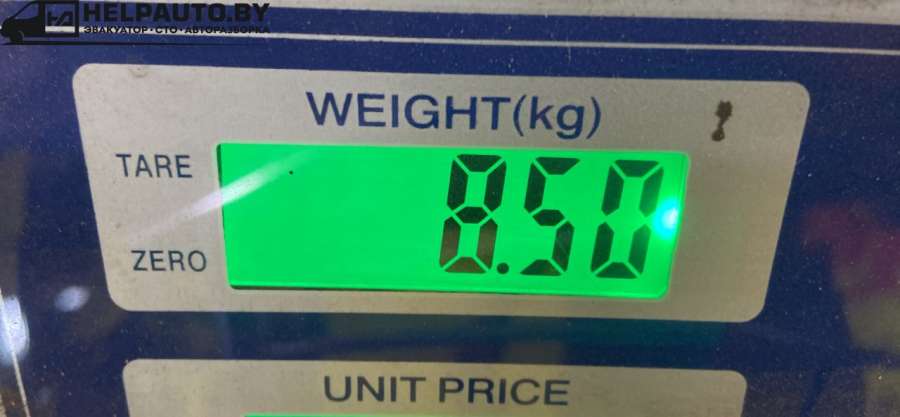 HELPAUTO.BY
ЭВАКУАТОР·СТО·АВТОРАЗБОРКА
WEIGHT(kg)
TARE
8.50
ZERO
UNIT PRICE